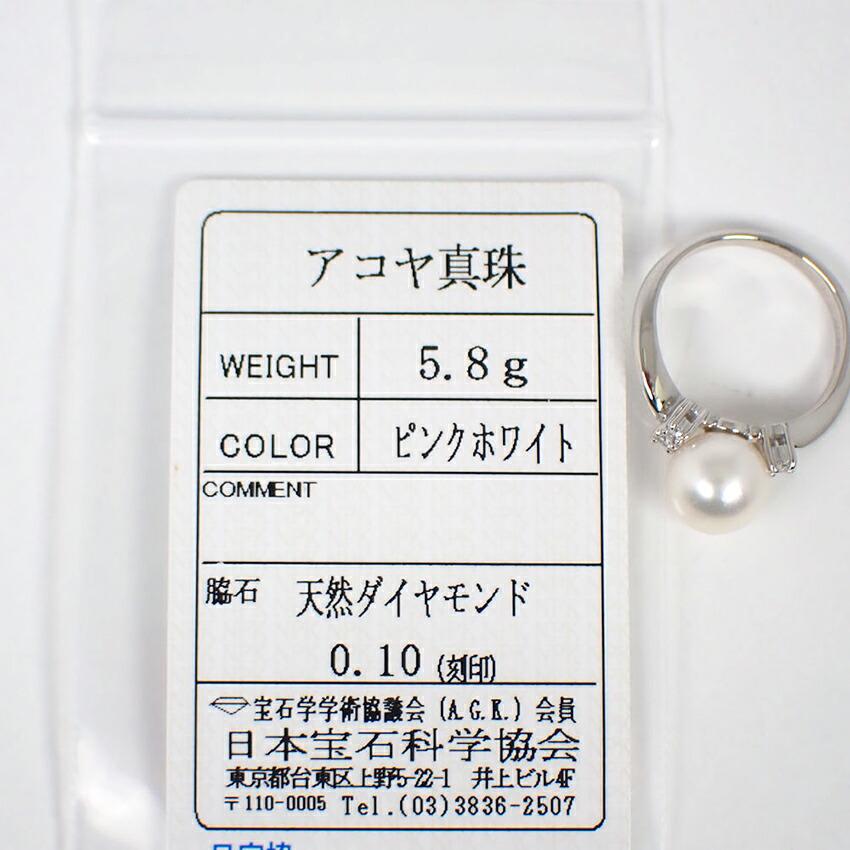 アコヤ真珠
WEIGHT 5.8g
COLOR ピンクホワイト
COMMENT
脇石 天然ダイヤモンド
0.10 (刻印)
宝石学学術協議会 (A.G.K.) 会員
日本宝石科学協会
東京都台東区上野5-22-1 井上ビル4F
〒110-0005 Tel.(03)3836-2507